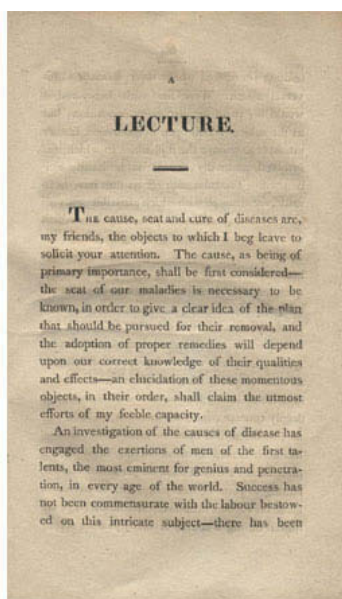 A
LECTURE.
THE cause, seat and cure of diseases are,
my friends, the objects to which I beg leave to
solicit your attention. The cause, as being of
primary importance, shall be first considered—
the seat of our maladies is necessary to be
known, in order to give a clear idea of the plan
that should be pursued for their removal, and
the adoption of proper remedies will depend
upon our correct knowledge of their qualities
and effects—an elucidation of these momentous
objects, in their order, shall claim the utmost
efforts of my feeble capacity.
An investigation of the causes of disease has
engaged the exertions of men of the first ta-
lents, the most eminent for genius and penetra-
tion, in every age of the world. Success has
not been commensurate with the labour bestow-
ed on this intricate subject—there has been